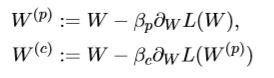 W^{(p)} := W − β_p ∂_W L(W),
W^{(c)} := W − β_c ∂_W L(W^{(p)})